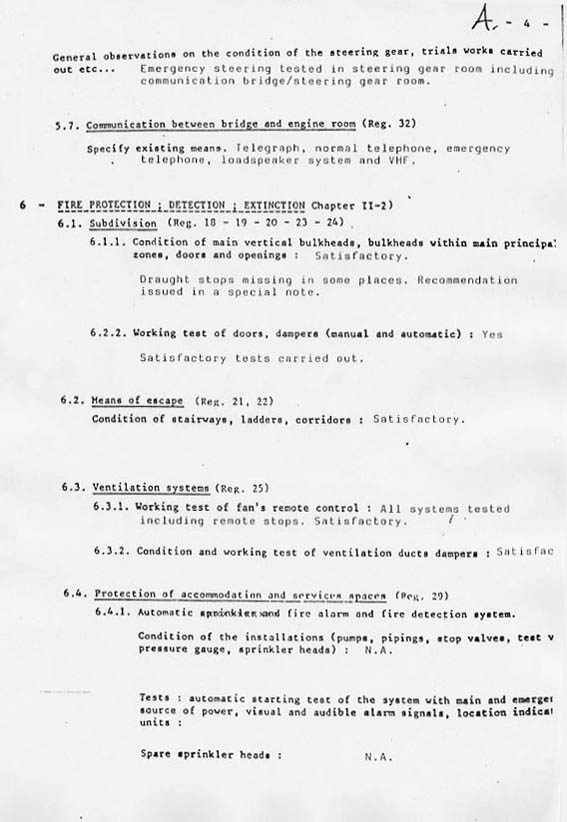 A. - 4 -
General observations on the condition of the steering gear, trials works carried
out etc... Emergency steering tested in steering gear room including
communication bridge/steering gear room.
5.7. Communication between bridge and engine room (Reg. 32)
Specify existing means. Telegraph, normal telephone, emergency
telephone, loadspeaker system and VHF.
6 - FIRE PROTECTION ; DETECTION ; EXTINCTION Chapter II-2)
6.1. Subdivision (Reg. 18 - 19 - 20 - 23 - 24)
6.1.1. Condition of main vertical bulkheads, bulkheads within main principa
zones, doors and openings : Satisfactory.
Draught stops missing in some places. Recommendation
issued in a special note.
6.2.2. Working test of doors, dampers (manual and automatic) : Yes
Satisfactory tests carried out.
6.2. Means of escape (Reg. 21, 22)
Condition of stairways, ladders, corridors : Satisfactory.
6.3. Ventilation systems (Reg. 25)
6.3.1. Working test of fan's remote control : All systems tested
including remote stops. Satisfactory.
6.3.2. Condition and working test of ventilation ducts dampers : Satisfac
6.4. Protection of accommodation and services spaces (Reg. 29)
6.4.1. Automatic sprinkler and fire alarm and fire detection system.
Condition of the installations (pumps, pipings, stop valves, test v
pressure gauge, sprinkler heads) : N.A.
Tests : automatic starting test of the system with main and emerge
source of power, visual and audible alarm signals, location indicat
units :
Spare sprinkler heads : N.A.